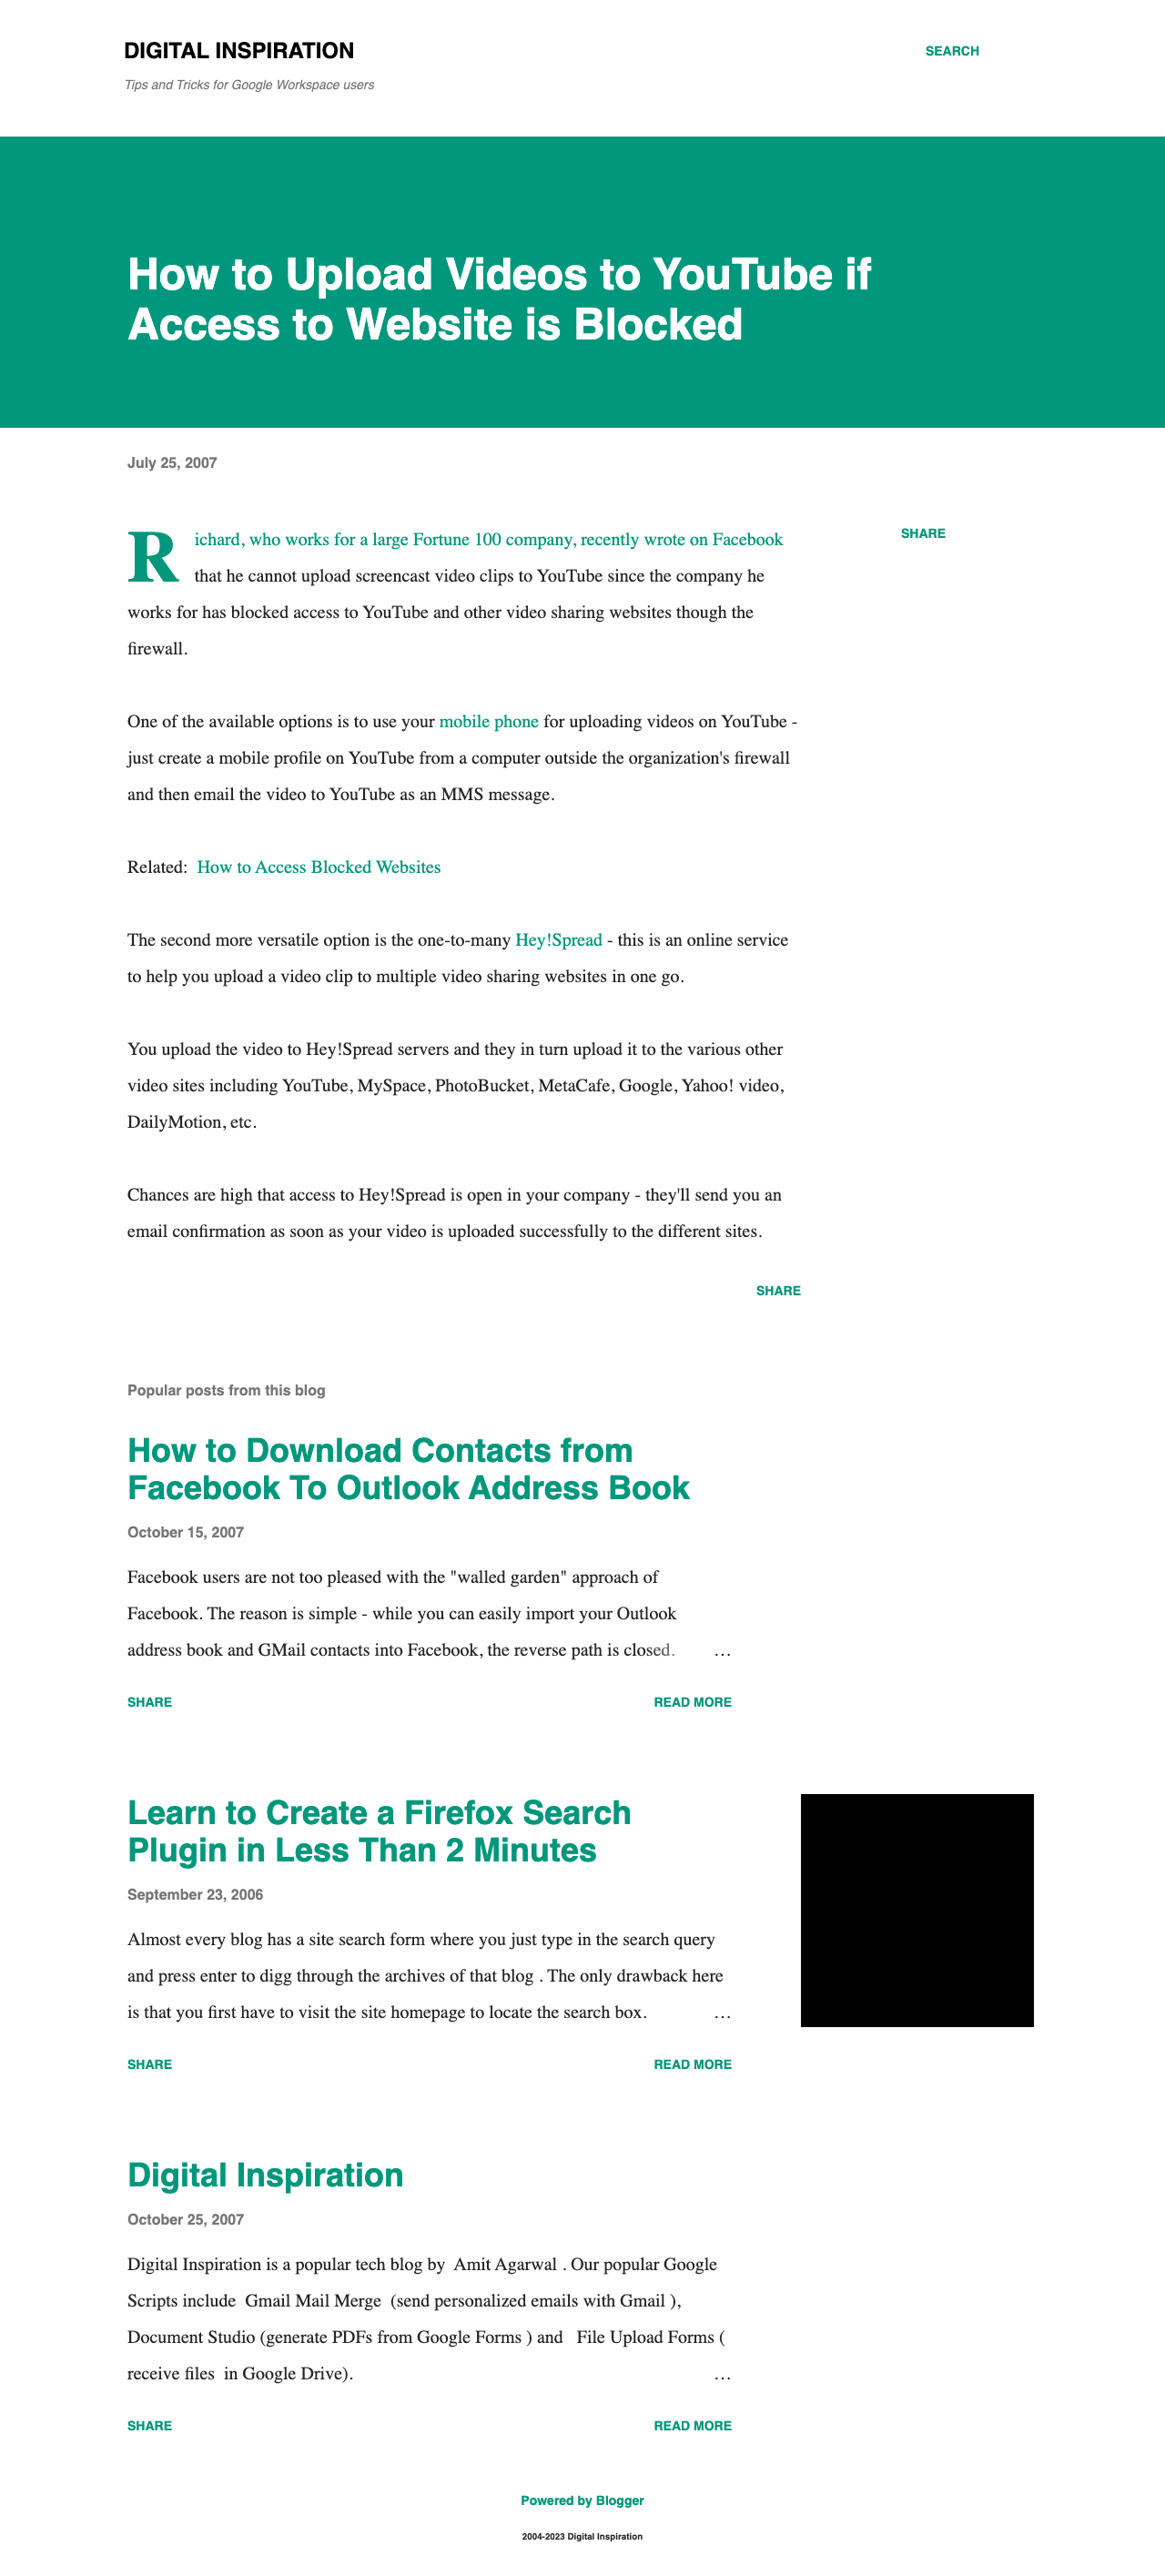 DIGITAL INSPIRATION
SEARCH
Tips and Tricks for Google Workspace users
How to Upload Videos to YouTube if
Access to Website is Blocked
July 25, 2007
Richard, who works for a large Fortune 100 company, recently wrote on Facebook
that he cannot upload screencast video clips to YouTube since the company he
works for has blocked access to YouTube and other video sharing websites though the
firewall.
SHARE
One of the available options is to use your mobile phone for uploading videos on YouTube -
just create a mobile profile on YouTube from a computer outside the organization's firewall
and then email the video to YouTube as an MMS message.
Related: How to Access Blocked Websites
The second more versatile option is the one-to-many Hey!Spread - this is an online service
to help you upload a video clip to multiple video sharing websites in one go.
You upload the video to Hey!Spread servers and they in turn upload it to the various other
video sites including YouTube, MySpace, PhotoBucket, MetaCafe, Google, Yahoo! video,
DailyMotion, etc.
Chances are high that access to Hey!Spread is open in your company - they'll send you an
email confirmation as soon as your video is uploaded successfully to the different sites.
SHARE
Popular posts from this blog
How to Download Contacts from
Facebook To Outlook Address Book
October 15, 2007
Facebook users are not too pleased with the "walled garden" approach of
Facebook. The reason is simple - while you can easily import your Outlook
address book and GMail contacts into Facebook, the reverse path is closed. …
SHARE
READ MORE
Learn to Create a Firefox Search
Plugin in Less Than 2 Minutes
September 23, 2006
Almost every blog has a site search form where you just type in the search query
and press enter to digg through the archives of that blog . The only drawback here
is that you first have to visit the site homepage to locate the search box. …
SHARE
READ MORE
Digital Inspiration
October 25, 2007
Digital Inspiration is a popular tech blog by Amit Agarwal . Our popular Google
Scripts include Gmail Mail Merge (send personalized emails with Gmail ),
Document Studio (generate PDFs from Google Forms ) and File Upload Forms (
receive files in Google Drive). …
SHARE
READ MORE
Powered by Blogger
2004-2023 Digital Inspiration